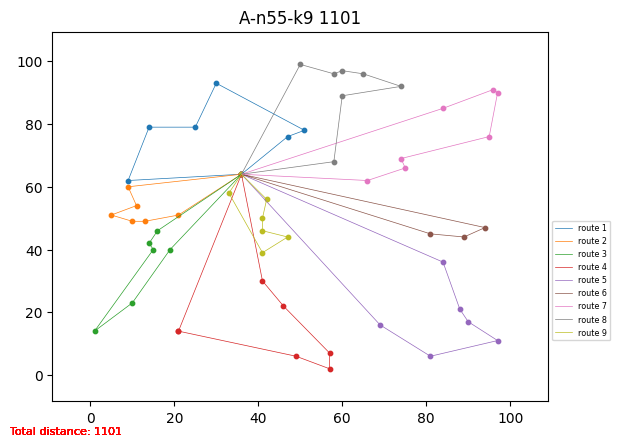 A-n55-k9 1101
100
80
60
40
20
0
0 20 40 60 80 100
route 1
route 2
route 3
route 4
route 5
route 6
route 7
route 8
route 9
Total distance: 1101